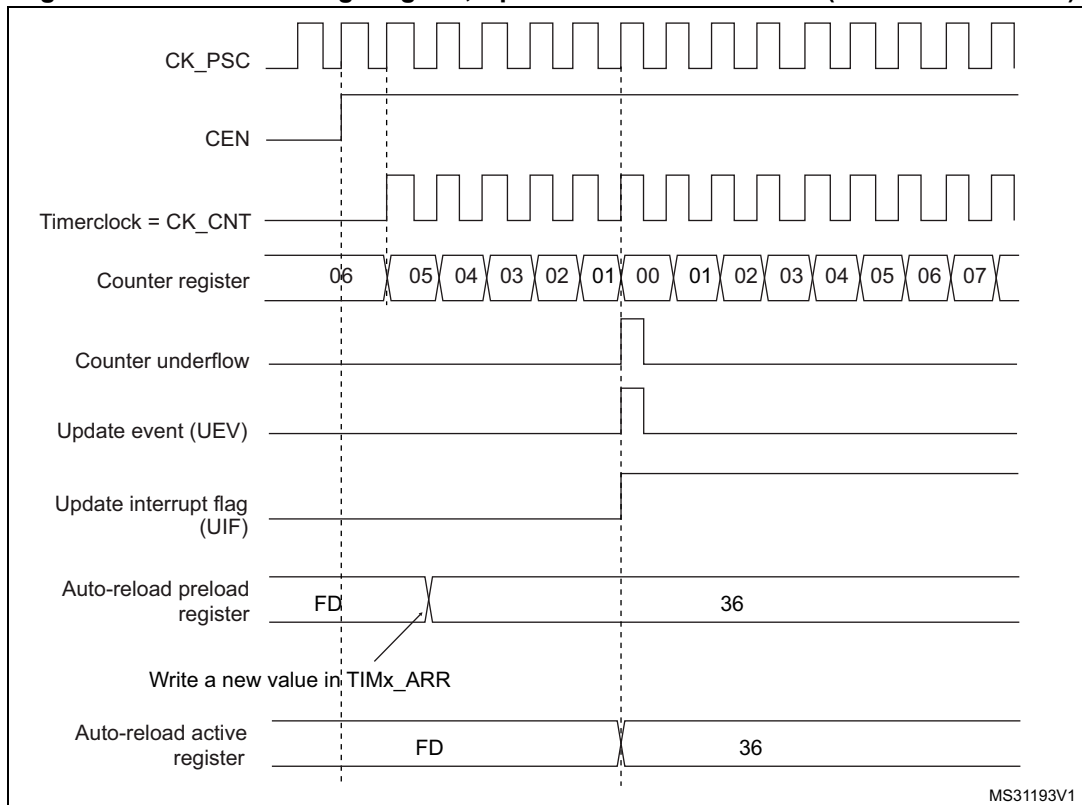 CK_PSC
CEN
Timerclock = CK_CNT
Counter register 06 05 04 03 02 01 00 01 02 03 04 05 06 07
Counter underflow
Update event (UEV)
Update interrupt flag
(UIF)
Auto-reload preload
register
FD 36
Write a new value in TIMx_ARR
Auto-reload active
register
FD 36
MS31193V1